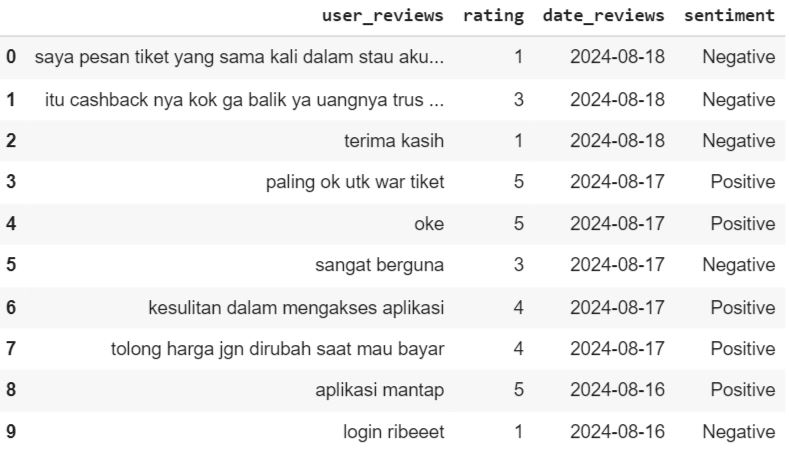 user_reviews rating date_reviews sentiment
0 saya pesan tiket yang sama kali dalam stau aku... 1 2024-08-18 Negative
1 itu cashback nya kok ga balik ya uangnya trus ... 3 2024-08-18 Negative
2 terima kasih 1 2024-08-18 Negative
3 paling ok utk war tiket 5 2024-08-17 Positive
4 oke 5 2024-08-17 Positive
5 sangat berguna 3 2024-08-17 Negative
6 kesulitan dalam mengakses aplikasi 4 2024-08-17 Positive
7 tolong harga jgn dirubah saat mau bayar 4 2024-08-17 Positive
8 aplikasi mantap 5 2024-08-16 Positive
9 login ribeeet 1 2024-08-16 Negative